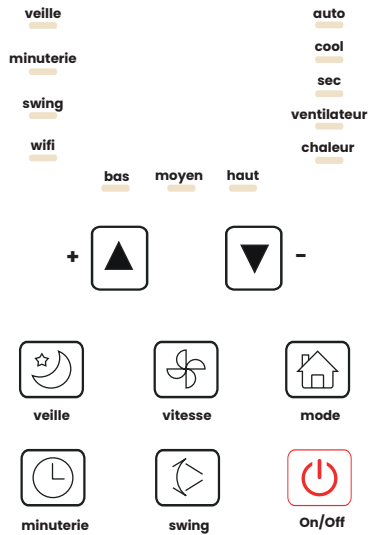 veille
auto
minuterie
cool
swing
sec
wifi
ventilateur
chaleur
bas moyen haut
+ -
veille vitesse mode
minuterie swing On/Off